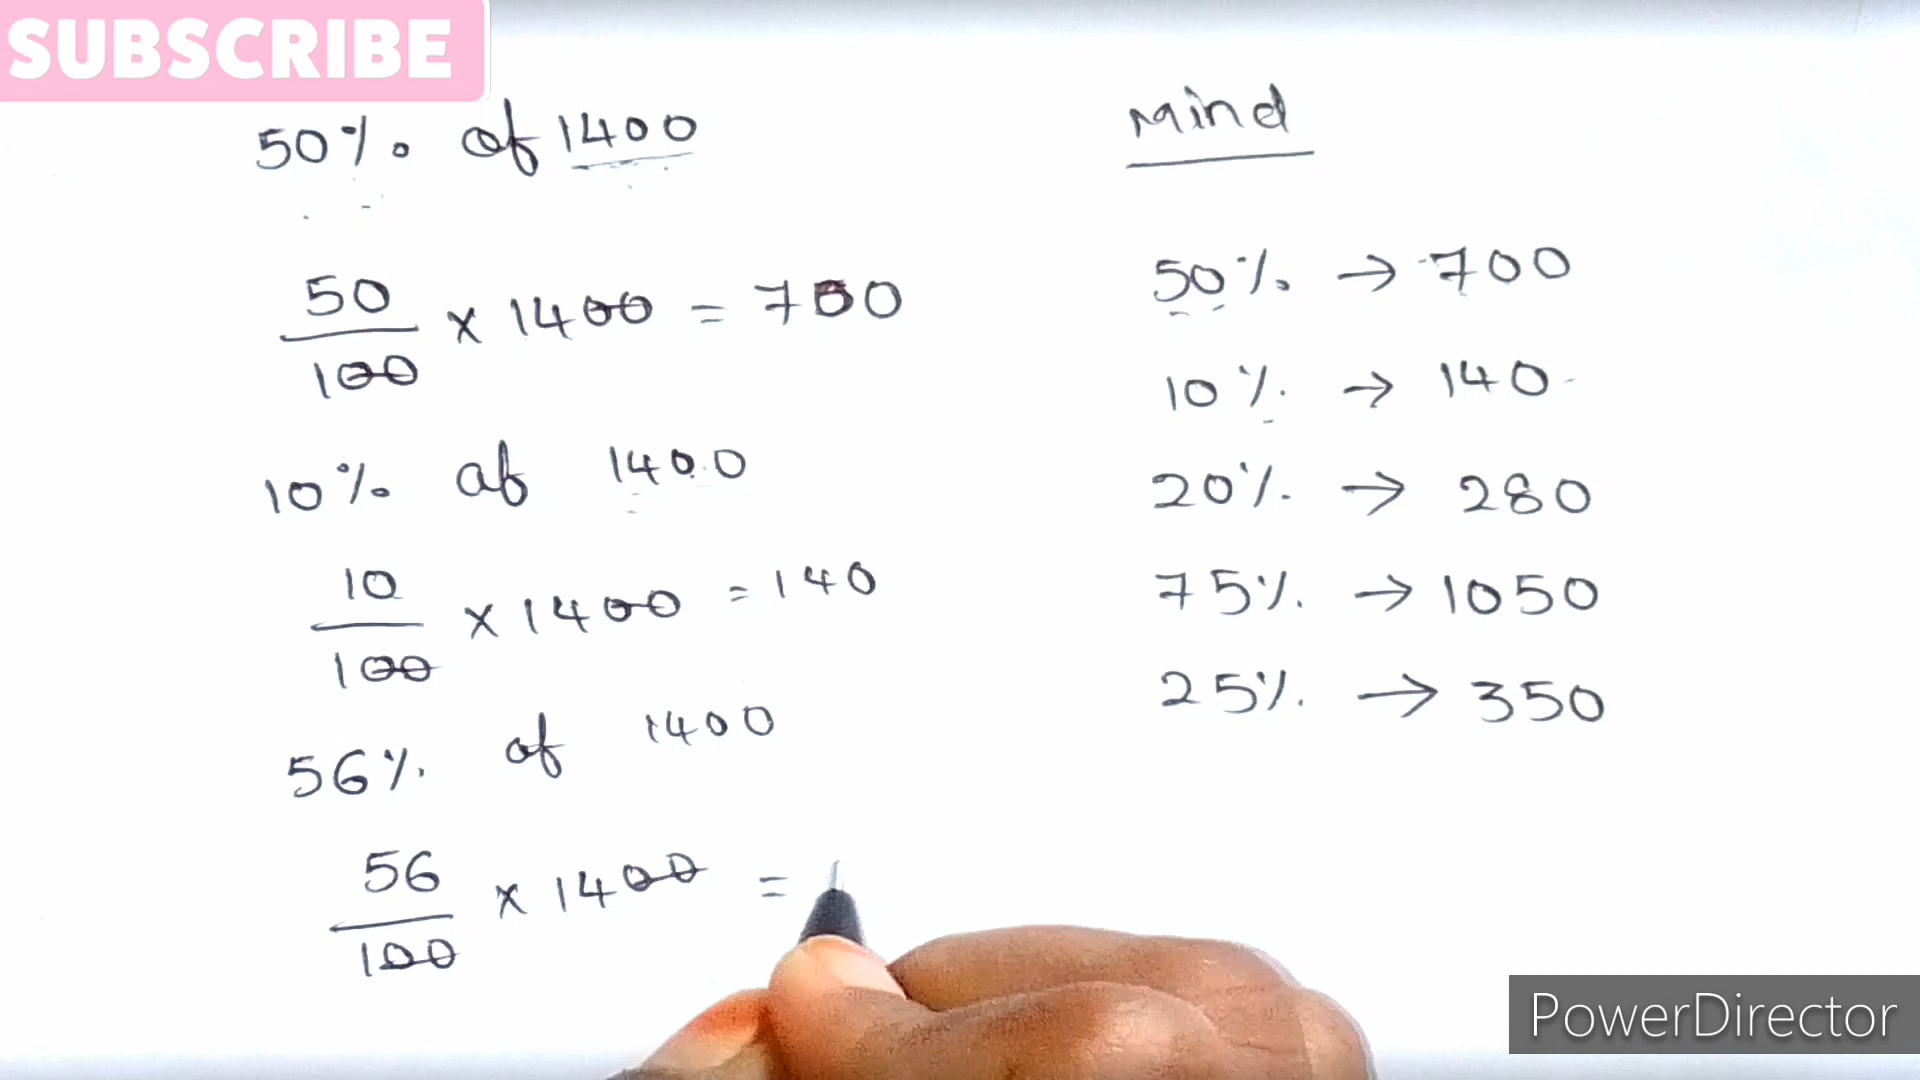 SUBSCRIBE
50% of 1400
50
100
× 1400 = 700
10% of 1400
10
100
× 1400 = 140
56% of 1400
56
100
× 1400 =
Mind
50% → 700
10% → 140
20% → 280
75% → 1050
25% → 350
PowerDirector